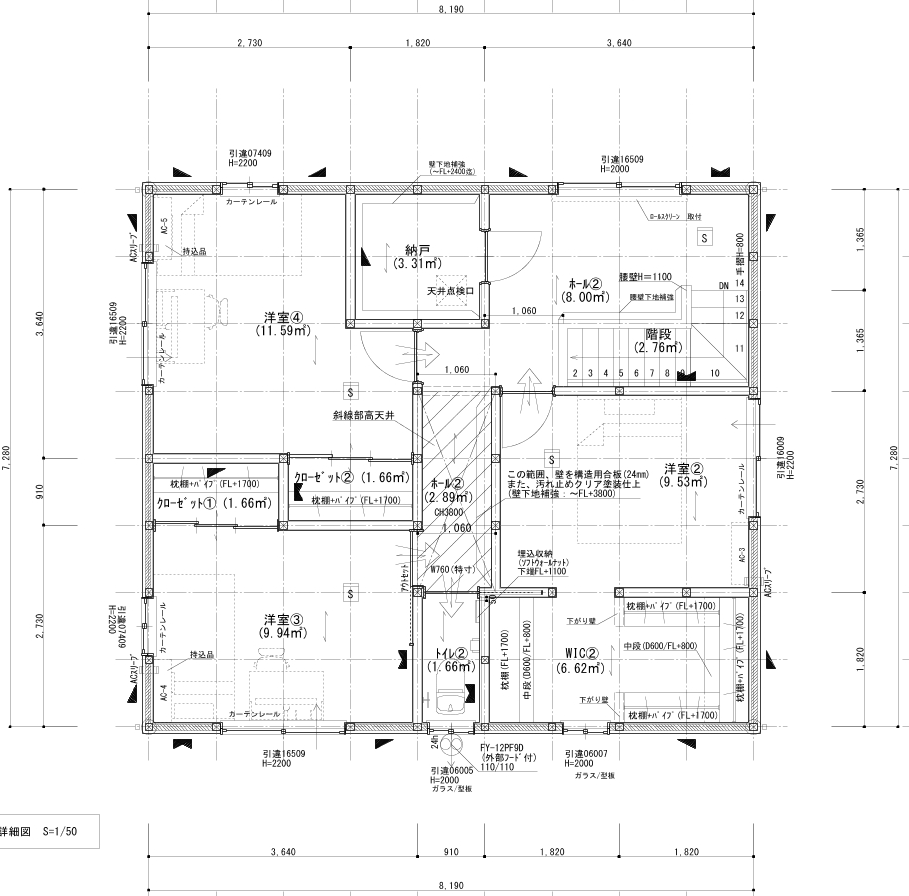 8,190
2,730
1,820
3,640
引違07409
H=2200
壁下地補強
(～FL+2400迄)
引違16509
H=2000
カーテンレール
AC-5
持込品
ACスリーブ
納戸
(3.31㎡)
天井点検口
ロールスクリーン 取付
S
手摺H=800
腰壁H=1100
ホール②
(8.00㎡)
腰壁下地補強
DN
14
13
12
11
10
1,365
3,640
引違16509
H=2200
カーテンレール
洋室④
(11.59㎡)
1,060
階段
(2.76㎡)
2 3 4 5 6 7 8 9
1,365
1,060
S
斜線部高天井
7,280
7,280
クローゼット② (1.66㎡)
枕棚+パイプ(FL+1700)
枕棚+パイプ(FL+1700)
クローゼット① (1.66㎡)
910
ホール②
(2.89㎡)
CH3800
1,060
S
この範囲、壁を構造用合板(24mm)
また、汚れ止めクリア塗装仕上
(壁下地補強：～FL+3800)
洋室②
(9.53㎡)
カーテンレール
引違16009
H=2200
2,730
AC-3
ACスリーブ
W760(特寸)
アウトセット
埋込収納
(ソフトウォールナット)
下端FL+1100
50
S
洋室③
(9.94㎡)
カーテンレール
引違07409
H=2200
2,730
持込品
AC-4
ACスリーブ
カーテンレール
トイレ②
(1.66㎡)
枕棚(FL+1700)
中段(D600/FL+800)
WIC②
(6.62㎡)
下がり壁
枕棚+パイプ(FL+1700)
中段(D600/FL+800)
枕棚+パイプ(FL+1700)
下がり壁
枕棚+パイプ(FL+1700)
1,820
引違16509
H=2200
24h
FY-12PF9D
(外部フード付)
110/110
引違06005
H=2000
ガラス/型板
引違06007
H=2000
ガラス/型板
詳細図 S=1/50
3,640
910
1,820
1,820
8,190